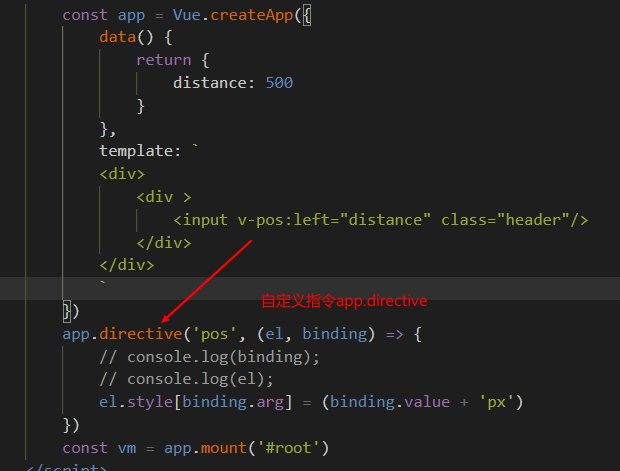 const app = Vue.createApp({
data() {
return {
distance: 500
}
},
template: `
<div>
<div >
<input v-pos:left="distance" class="header"/>
</div>
</div>
`
自定义指令app.directive
})
app.directive('pos', (el, binding) => {
// console.log(binding);
// console.log(el);
el.style[binding.arg] = (binding.value + 'px')
})
const vm = app.mount('#root')
</script>